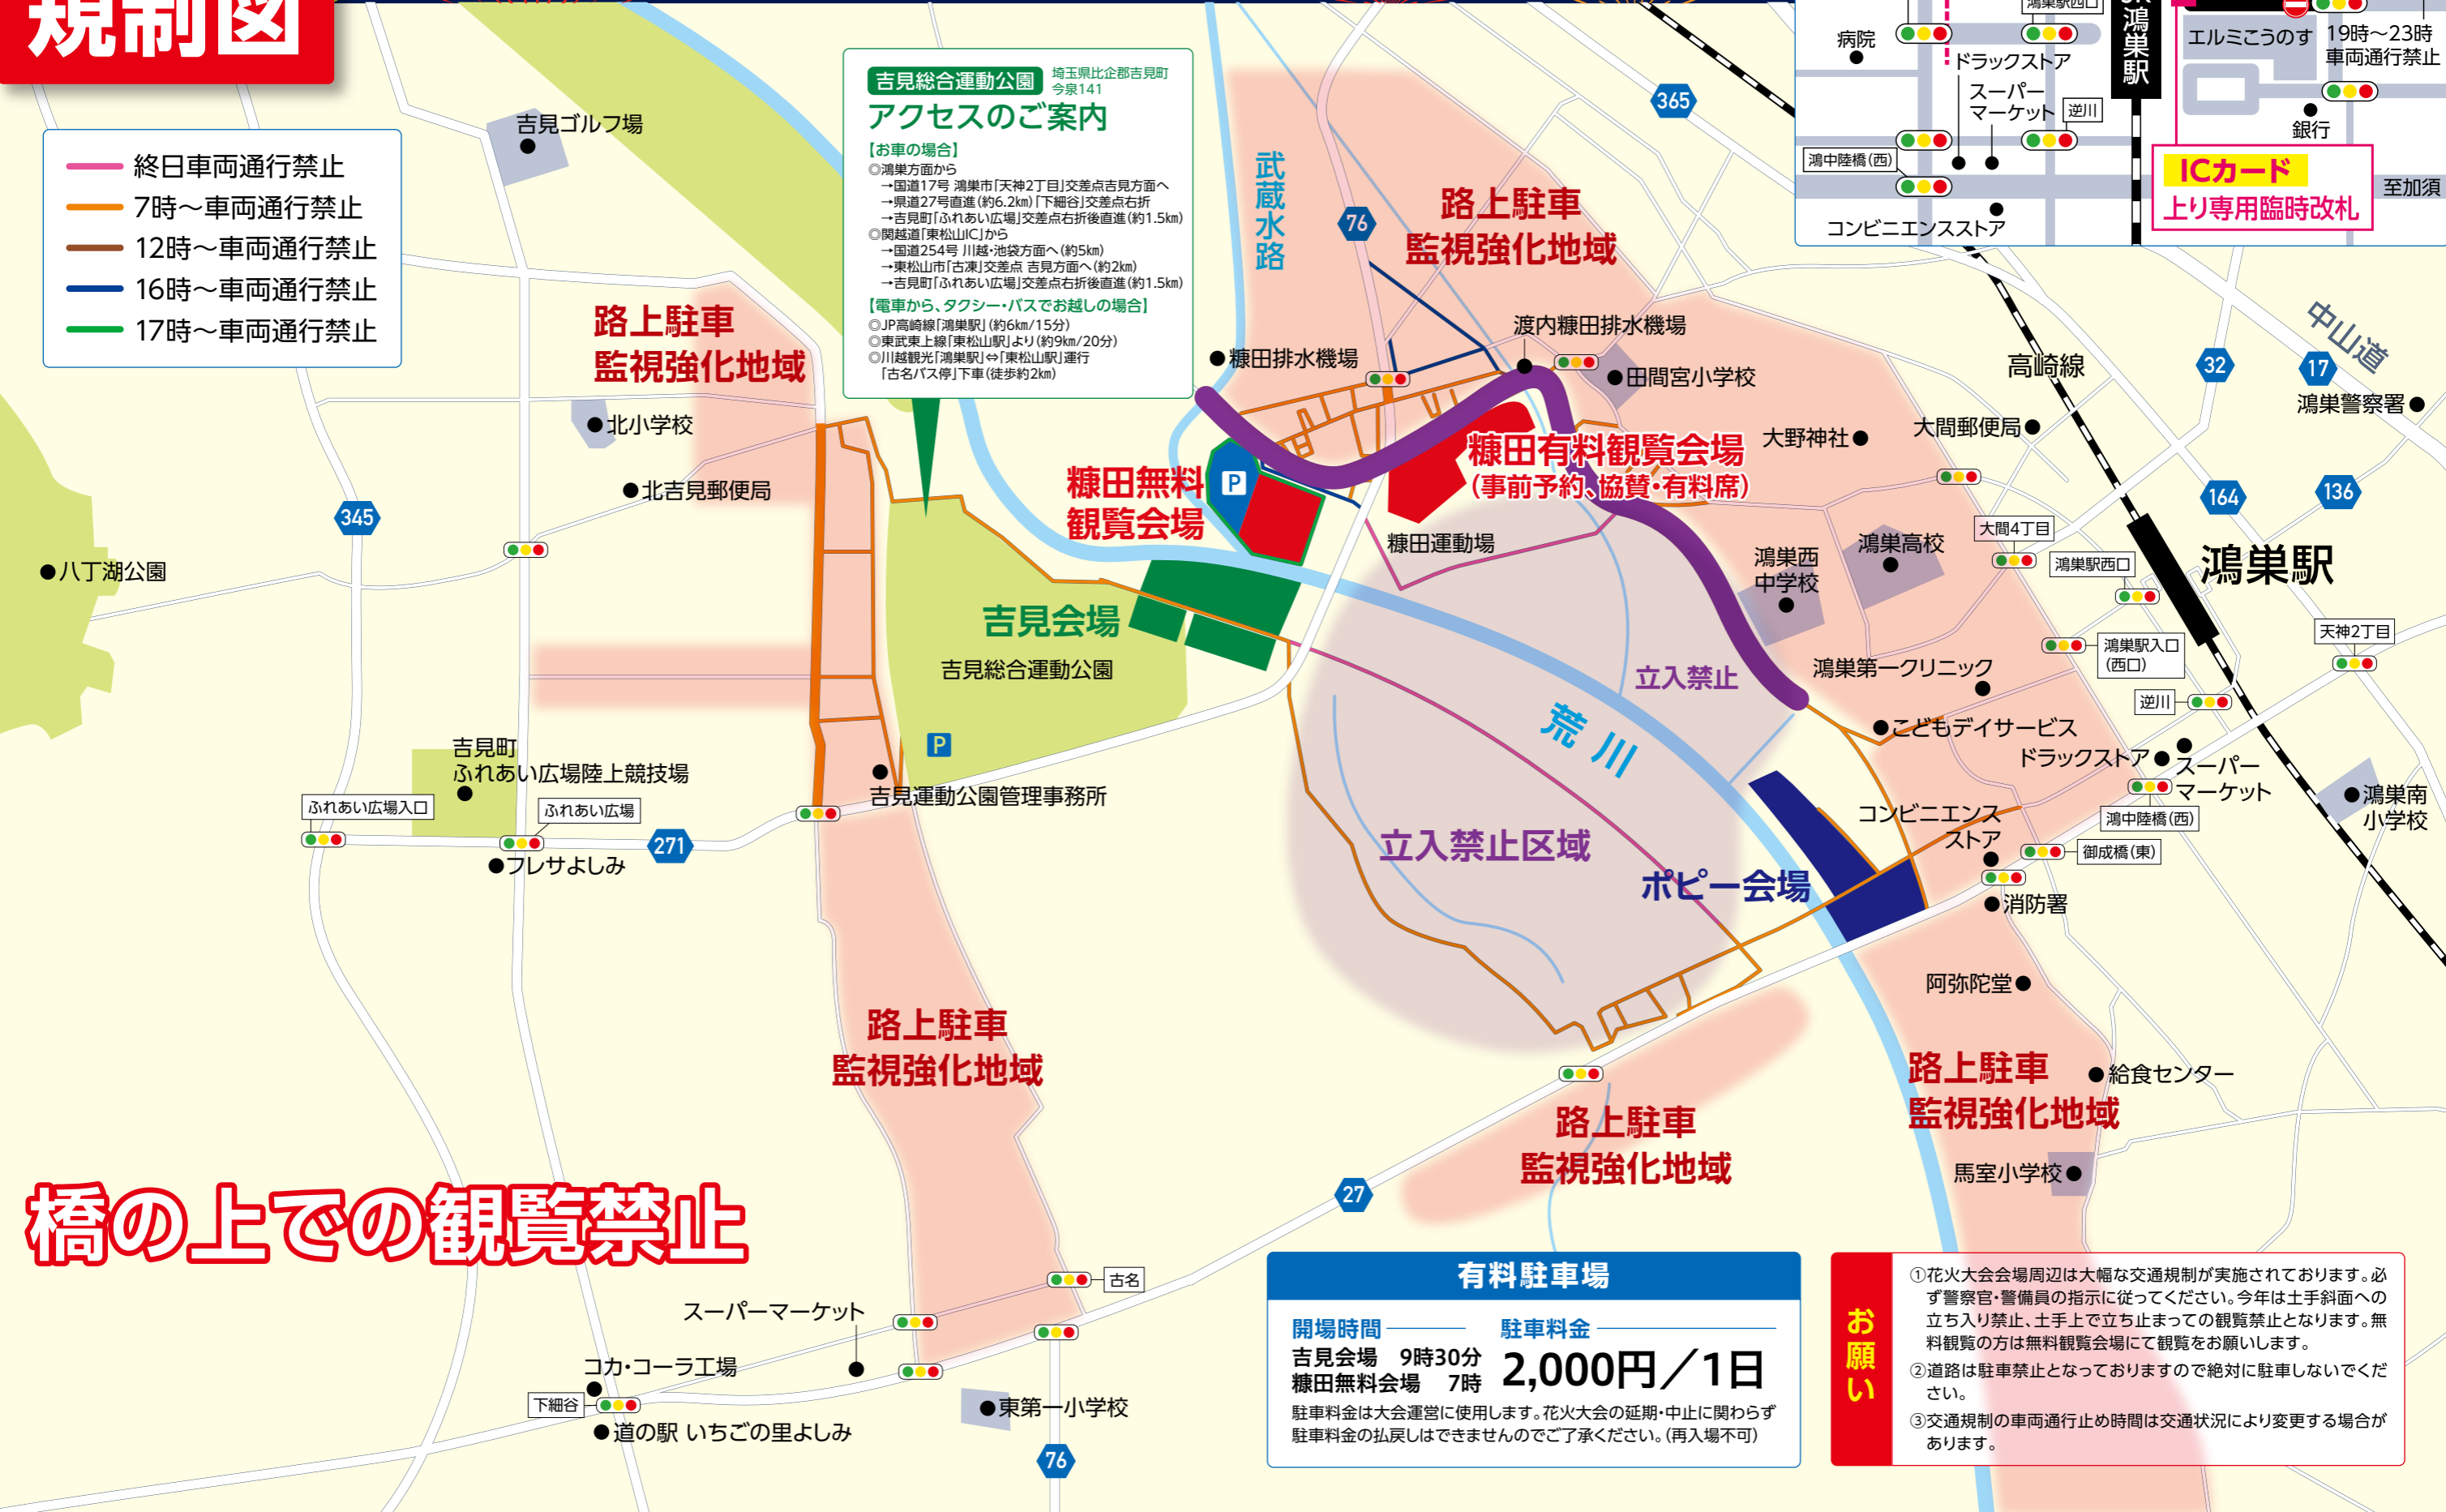 規制図
終日車両通行禁止
7時～車両通行禁止
12時～車両通行禁止
16時～車両通行禁止
17時～車両通行禁止
吉見総合運動公園
埼玉県比企郡吉見町
今泉141
アクセスのご案内
【お車の場合】
◎鴻巣方面から
→国道17号 鴻巣市「天神2丁目」交差点吉見方面へ
→県道27号直進(約6.2km)「下細谷」交差点右折
→吉見町「ふれあい広場」交差点右折後直進(約1.5km)
◎関越道「東松山IC」から
→国道254号 川越・池袋方面へ(約5km)
→東松山市「古凍」交差点 吉見方面へ(約2km)
→吉見町「ふれあい広場」交差点右折後直進(約1.5km)
【電車から、タクシー・バスでお越しの場合】
◎JP高崎線「鴻巣駅」(約6km/15分)
◎東武東上線「東松山駅」より(約9km/20分)
◎川越観光「鴻巣駅」⇔「東松山駅」運行
「古名バス停」下車(徒歩約2km)
鴻巣駅西口
病院
ドラックストア
スーパー
マーケット
逆川
鴻中陸橋(西)
コンビニエンスストア
鴻巣駅
エルミこうのす
19時～23時
車両通行禁止
銀行
ICカード
上り専用臨時改札
至加須
吉見ゴルフ場
武蔵水路
365
76
路上駐車
監視強化地域
路上駐車
監視強化地域
渡内糠田排水機場
糠田排水機場
田間宮小学校
高崎線
中山道
32
17
鴻巣警察署
北小学校
大野神社
大間郵便局
糠田有料観覧会場
(事前予約、協賛・有料席)
糠田無料
観覧会場
P
北吉見郵便局
345
164
136
糠田運動場
大間4丁目
鴻巣高校
鴻巣西
中学校
鴻巣駅西口
鴻巣駅
八丁湖公園
吉見会場
吉見総合運動公園
天神2丁目
鴻巣駅入口
(西口)
立入禁止
鴻巣第一クリニック
逆川
荒川
こどもデイサービス
ドラックストア
スーパー
マーケット
P
吉見町
ふれあい広場陸上競技場
吉見運動公園管理事務所
ふれあい広場入口
ふれあい広場
271
フレサよしみ
コンビニエンス
ストア
鴻中陸橋(西)
鴻巣南
小学校
御成橋(東)
立入禁止区域
ポピー会場
消防署
阿弥陀堂
路上駐車
監視強化地域
路上駐車
監視強化地域
給食センター
路上駐車
監視強化地域
馬室小学校
27
橋の上での観覧禁止
古名
スーパーマーケット
コカ・コーラ工場
下細谷
道の駅 いちごの里よしみ
東第一小学校
76
有料駐車場
開場時間
吉見会場 9時30分
糠田無料会場 7時
駐車料金
2,000円／1日
駐車料金は大会運営に使用します。花火大会の延期・中止に関わらず
駐車料金の払戻しはできませんのでご了承ください。(再入場不可)
お願い
①花火大会会場周辺は大幅な交通規制が実施されております。必
ず警察官・警備員の指示に従ってください。今年は土手斜面への
立ち入り禁止、土手上で立ち止まっての観覧禁止となります。無
料観覧の方は無料観覧会場にて観覧をお願いします。
②道路は駐車禁止となっておりますので絶対に駐車しないでくだ
さい。
③交通規制の車両通行止め時間は交通状況により変更する場合が
あります。